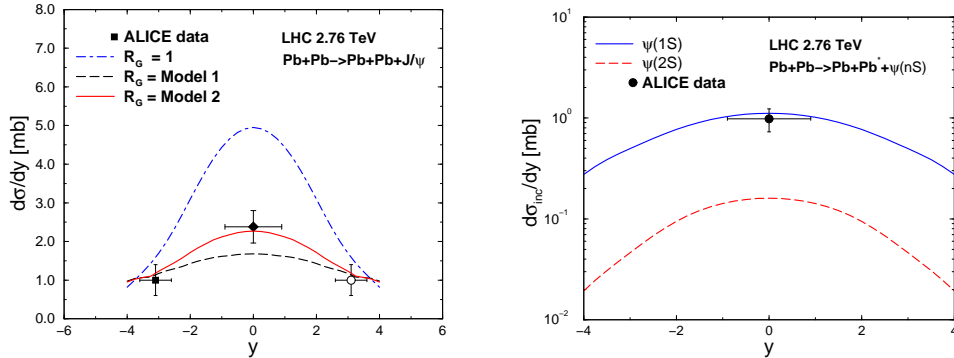 8.0
7.0
6.0
5.0
4.0
3.0
2.0
1.0
0.0
dσ/dy [mb]
ALICE data
R_G = 1
R_G = Model 1
R_G = Model 2
LHC 2.76 TeV
Pb+Pb−>Pb+Pb+J/ψ
−6 −4 −2 0 2 4 6
y
10^1
10^0
10^−1
10^−2
dσ_inc/dy [mb]
ψ(1S)
ψ(2S)
ALICE data
LHC 2.76 TeV
Pb+Pb−>Pb+Pb^*+ψ(nS)
−4 −2 0 2 4
y